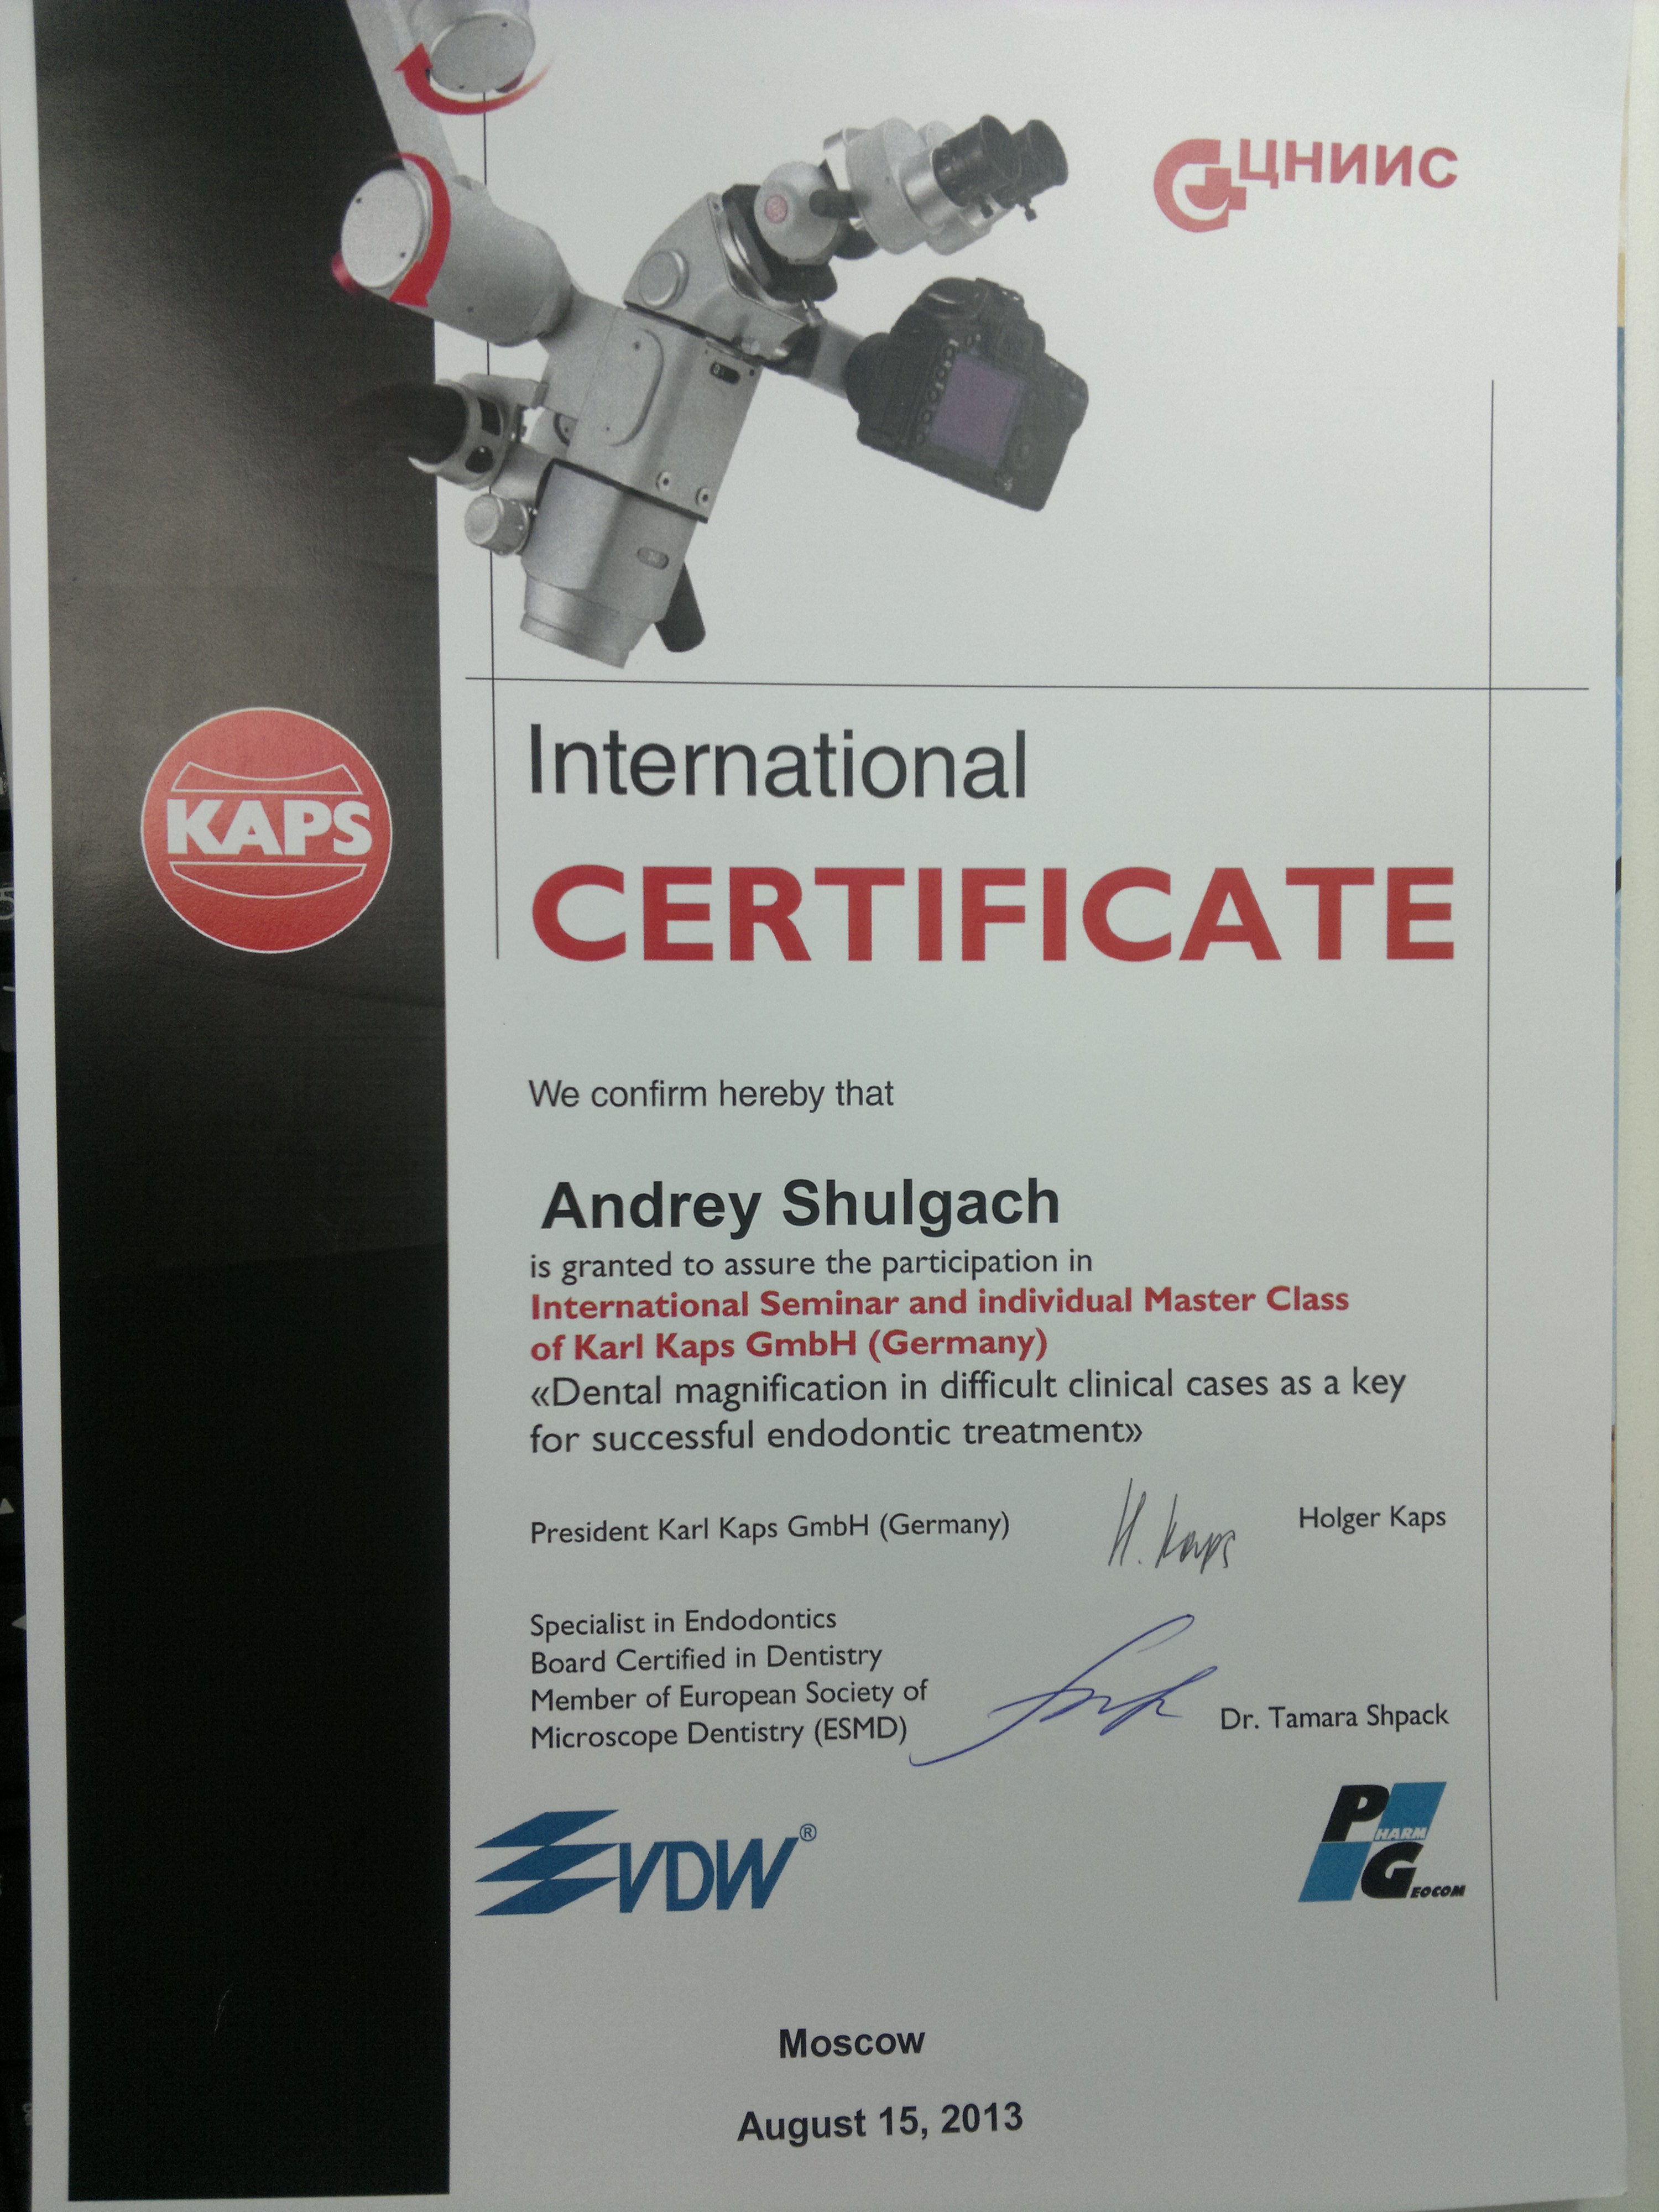 ЦНИИС
KAPS
International
CERTIFICATE
We confirm hereby that
Andrey Shulgach
is granted to assure the participation in
International Seminar and individual Master Class
of Karl Kaps GmbH (Germany)
«Dental magnification in difficult clinical cases as a key
for successful endodontic treatment»
President Karl Kaps GmbH (Germany)
H. Kaps
Holger Kaps
Specialist in Endodontics
Board Certified in Dentistry
Member of European Society of
Microscope Dentistry (ESMD)
Dr. Tamara Shpack
VDW®
PHARM
GEOCOM
Moscow
August 15, 2013